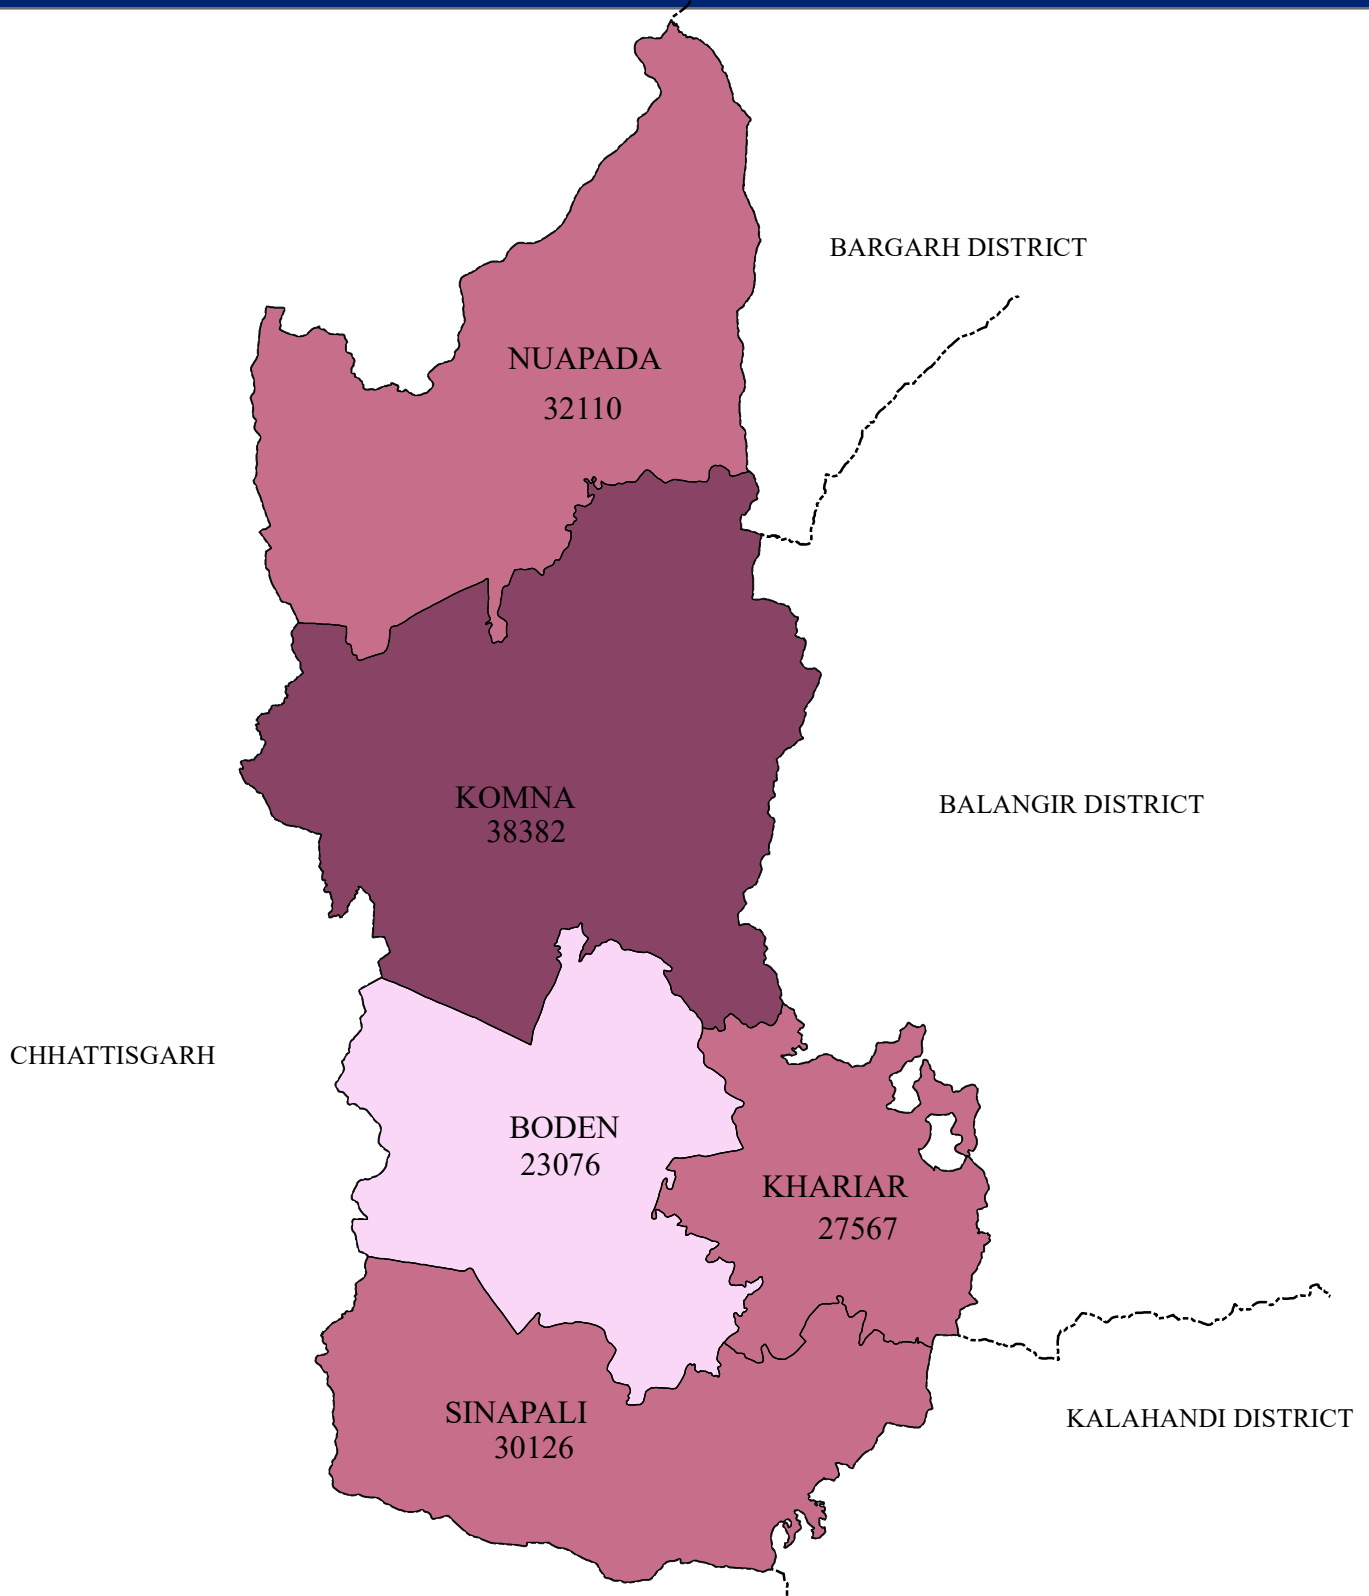 BARGARH DISTRICT
NUAPADA
32110
KOMNA
38382
BALANGIR DISTRICT
CHHATTISGARH
BODEN
23076
KHARIAR
27567
SINAPALI
30126
KALAHANDI DISTRICT